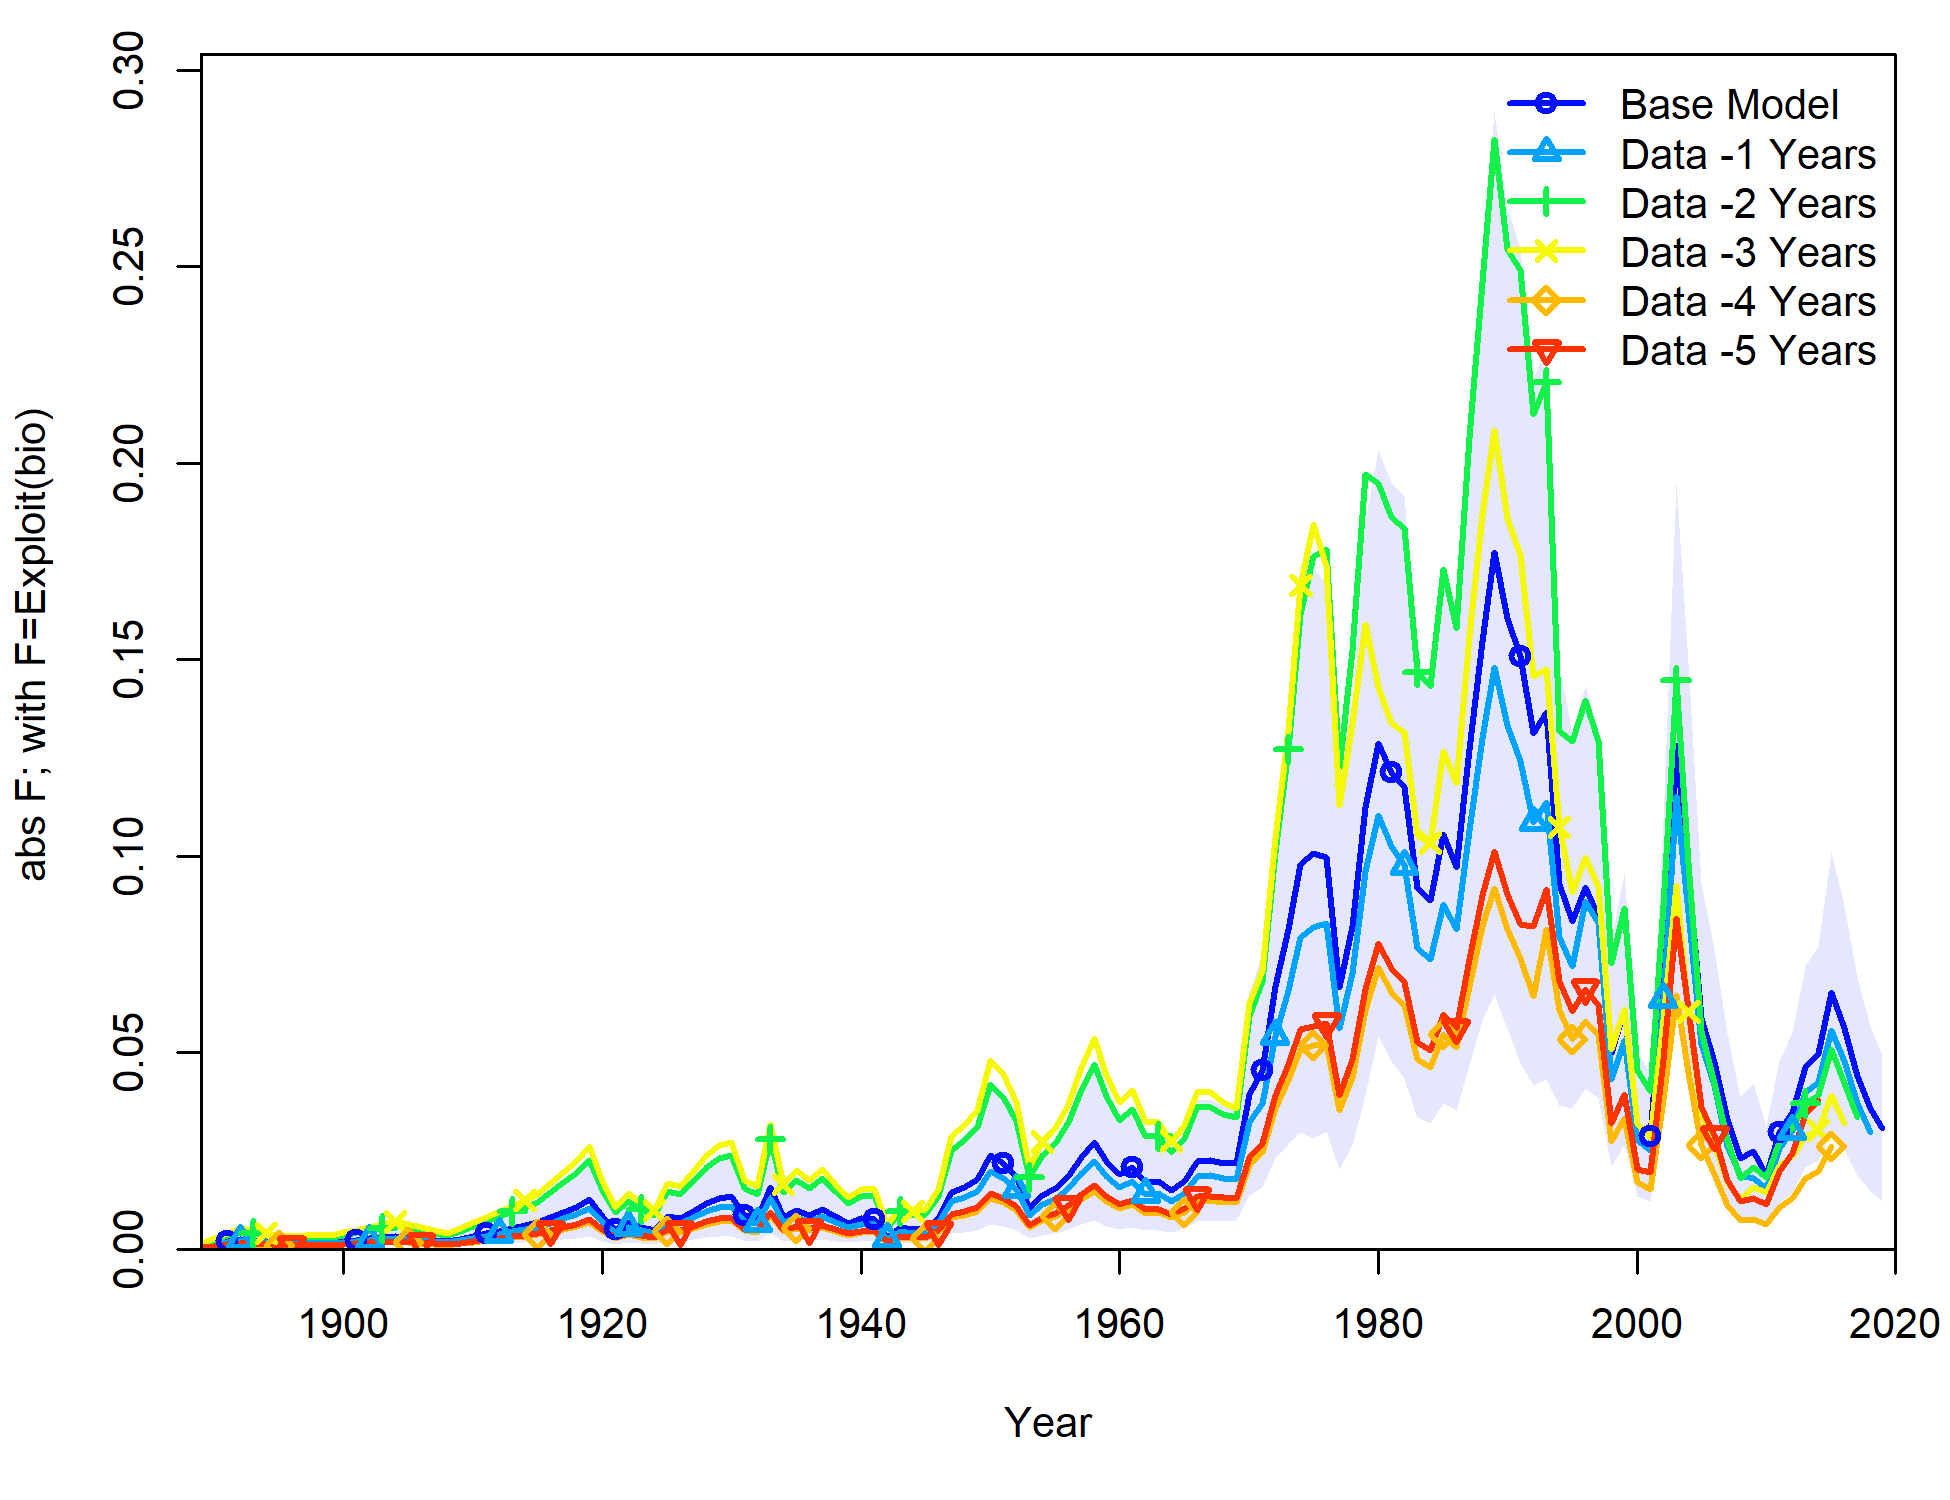 0.30
0.25
0.20
0.15
0.10
0.05
0.00
abs F; with F=Exploit(bio)
Base Model
Data -1 Years
Data -2 Years
Data -3 Years
Data -4 Years
Data -5 Years
1900 1920 1940 1960 1980 2000 2020
Year